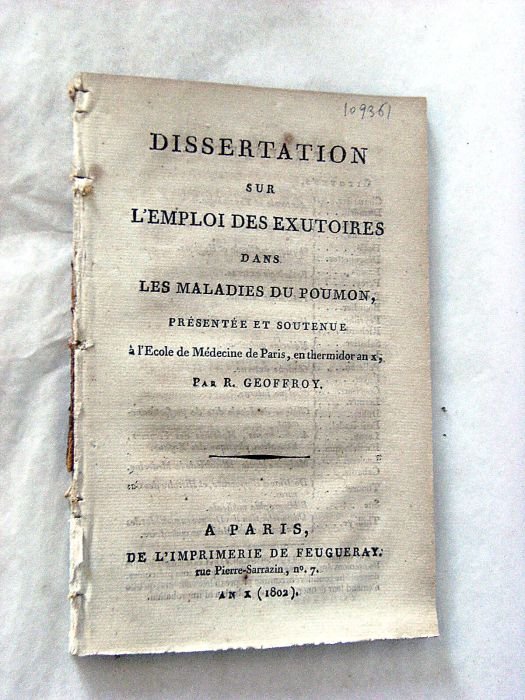 109361
DISSERTATION
SUR
L'EMPLOI DES EXUTOIRES
DANS
LES MALADIES DU POUMON,
PRÉSENTÉE ET SOUTENUE
à l'Ecole de Médecine de Paris, en thermidor an x,
PAR R. GEOFFROY.
A PARIS,
DE L'IMPRIMERIE DE FEUGUERAY.
rue Pierre-Sarrazin, nº. 7.
AN X (1802).